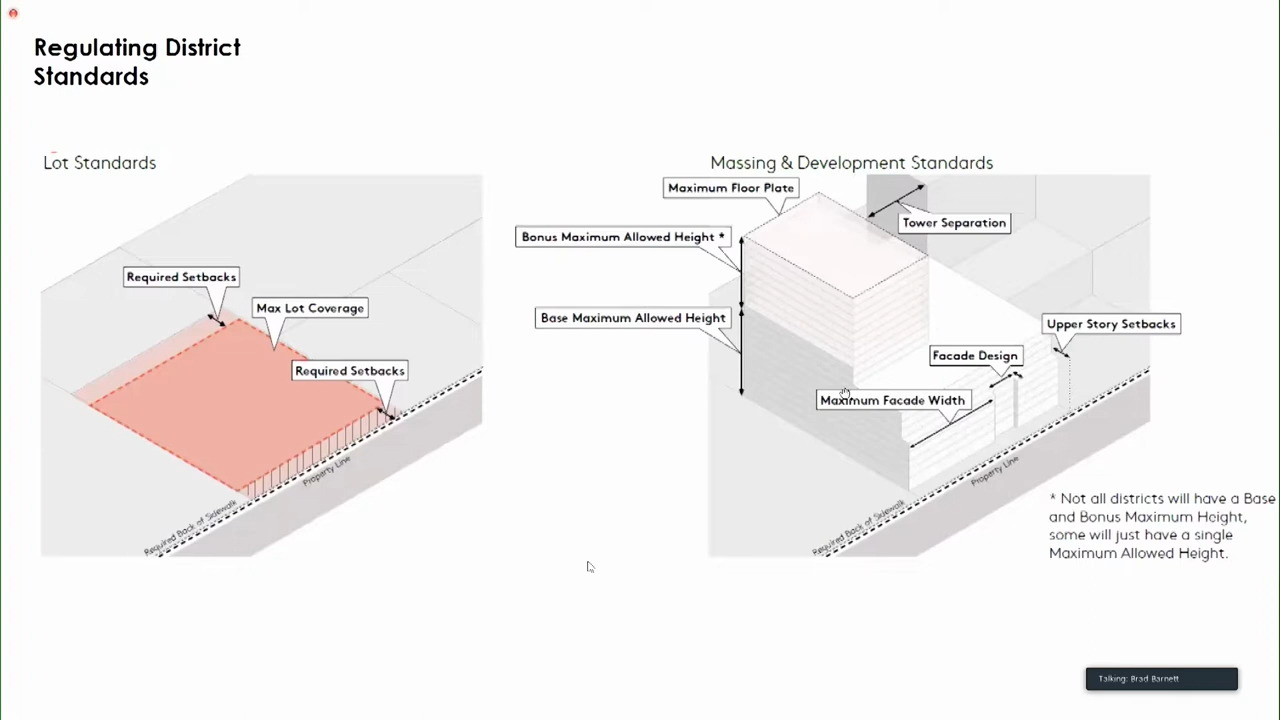 Regulating District
Standards
Lot Standards
Required Setbacks
Max Lot Coverage
Required Setbacks
Property Line
Required Back of Sidewalk
Massing & Development Standards
Maximum Floor Plate
Tower Separation
Bonus Maximum Allowed Height *
Base Maximum Allowed Height
Upper Story Setbacks
Facade Design
Maximum Facade Width
Property Line
Required Back of Sidewalk
* Not all districts will have a Base
and Bonus Maximum Height,
some will just have a single
Maximum Allowed Height.
Talking: Brad Barnett